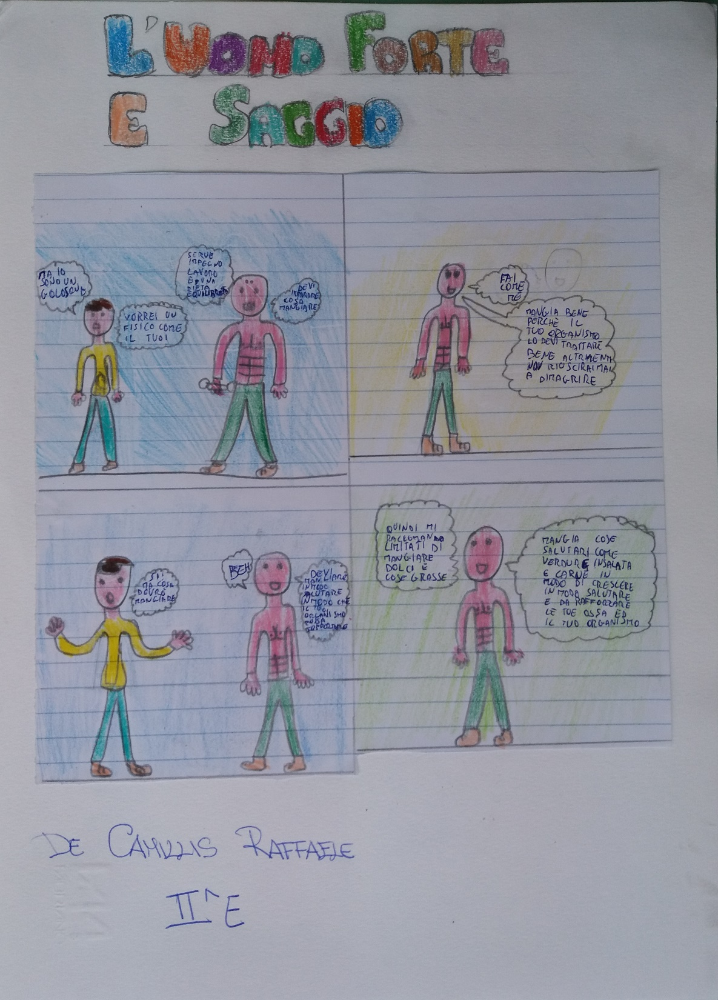 L'UOMO FORTE
E SAGGIO
MA IO
SONO UN
GOLOSONE
VORREI UN
FISICO COME
IL TUO!
SERVE
IMPEGNO
LAVORO
E UNA
DIETA
EQUILIBRATA
DEVI
IMPARARE
COSA
MANGIARE
FAI
COME
ME
MANGIA BENE
PERCHÈ IL
TUO ORGANISMO
LO DEVI TRATTARE
BENE ALTRIMENTI
NON RIUSCIRAI MAI
A DIMAGRIRE
SI
MA COSA
DOVRÒ
MANGIARE
BEH
DEVI
MANGIARE
IN MODO
SALUTARE
IN MODO CHE
IL TUO
ORGANISMO
POSSA
QUINDI MI
RACCOMANDO
LIMITATI DI
MANGIARE
DOLCI E
COSE GRASSE
MANGIA COSE
SALUTARI COME
VERDURE INSALATA
E CARNE IN
MODO DI CRESCERE
IN MODO SALUTARE
E DA RAFFORZARE
LE TUE OSSA ED
IL TUO ORGANISMO
DE CAMILLIS RAFFAELE
II^E